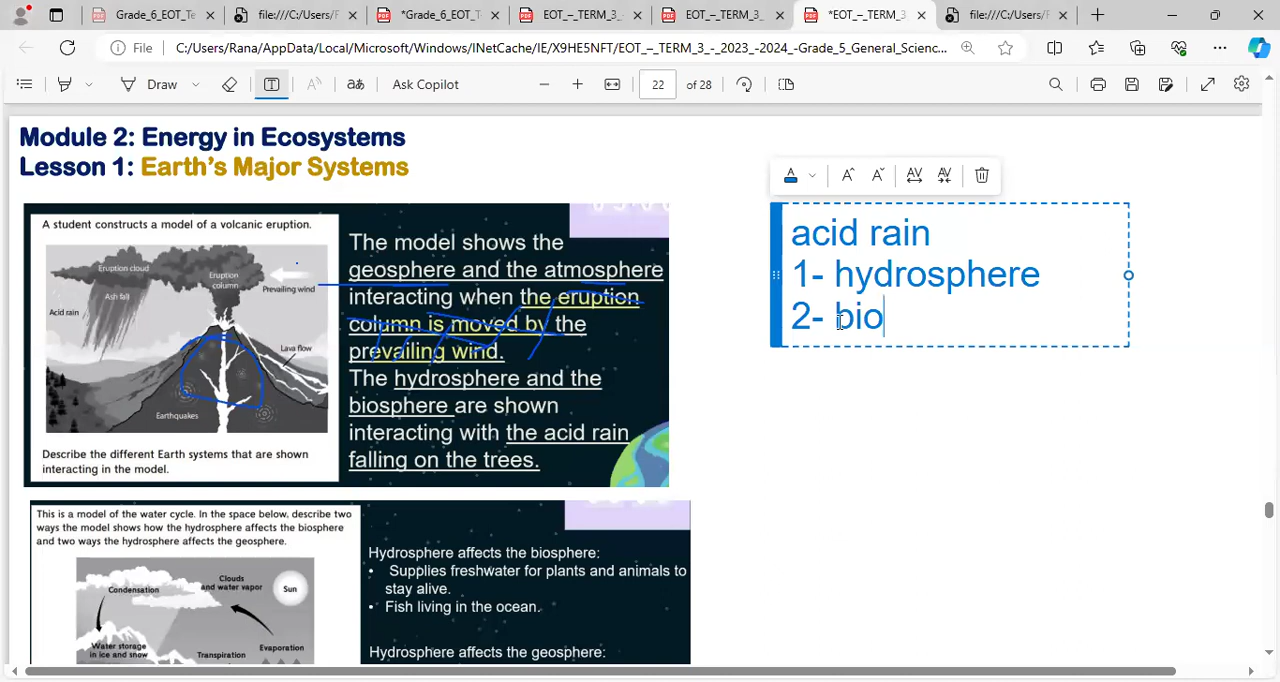 Grade_6_EOT_Te
file:///C:/Users/F
*Grade_6_EOT_T
EOT_–_TERM_3_
EOT_–_TERM_3_
*EOT_–_TERM_3_
file:///C:/Users/F
File
C:/Users/Rana/AppData/Local/Microsoft/Windows/INetCache/IE/X9HE5NFT/EOT_–_TERM_3_-_2023_-2024_-Grade_5_General_Scienc...
Draw
aあ
Ask Copilot
22
of 28
Module 2: Energy in Ecosystems
Lesson 1: Earth's Major Systems
A student constructs a model of a volcanic eruption.
Eruption cloud
Eruption
column
Prevailing wind
Ash fall
Acid rain
Lava flow
Earthquakes
Describe the different Earth systems that are shown
interacting in the model.
The model shows the
geosphere and the atmosphere
interacting when the eruption
column is moved by the
prevailing wind.
The hydrosphere and the
biosphere are shown
interacting with the acid rain
falling on the trees.
acid rain
1- hydrosphere
2- bio
This is a model of the water cycle. In the space below, describe two
ways the model shows how the hydrosphere affects the biosphere
and two ways the hydrosphere affects the geosphere.
Condensation
Clouds
and water vapor
Sun
Water storage
in ice and snow
Transpiration
Evaporation
Hydrosphere affects the biosphere:
• Supplies freshwater for plants and animals to
stay alive.
• Fish living in the ocean.
Hydrosphere affects the geosphere: